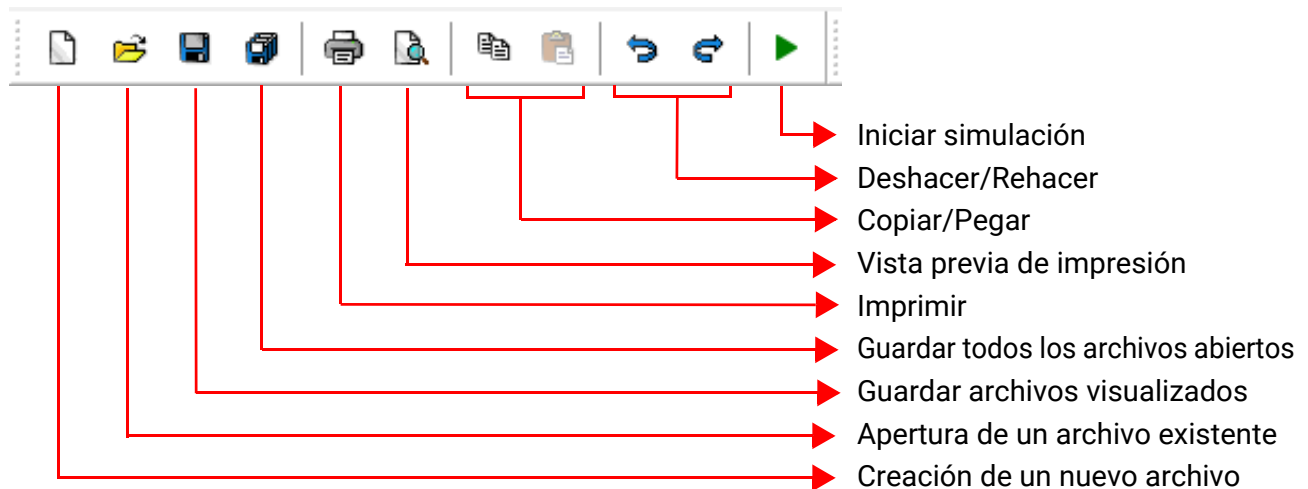 Iniciar simulación
Deshacer/Rehacer
Copiar/Pegar
Vista previa de impresión
Imprimir
Guardar todos los archivos abiertos
Guardar archivos visualizados
Apertura de un archivo existente
Creación de un nuevo archivo